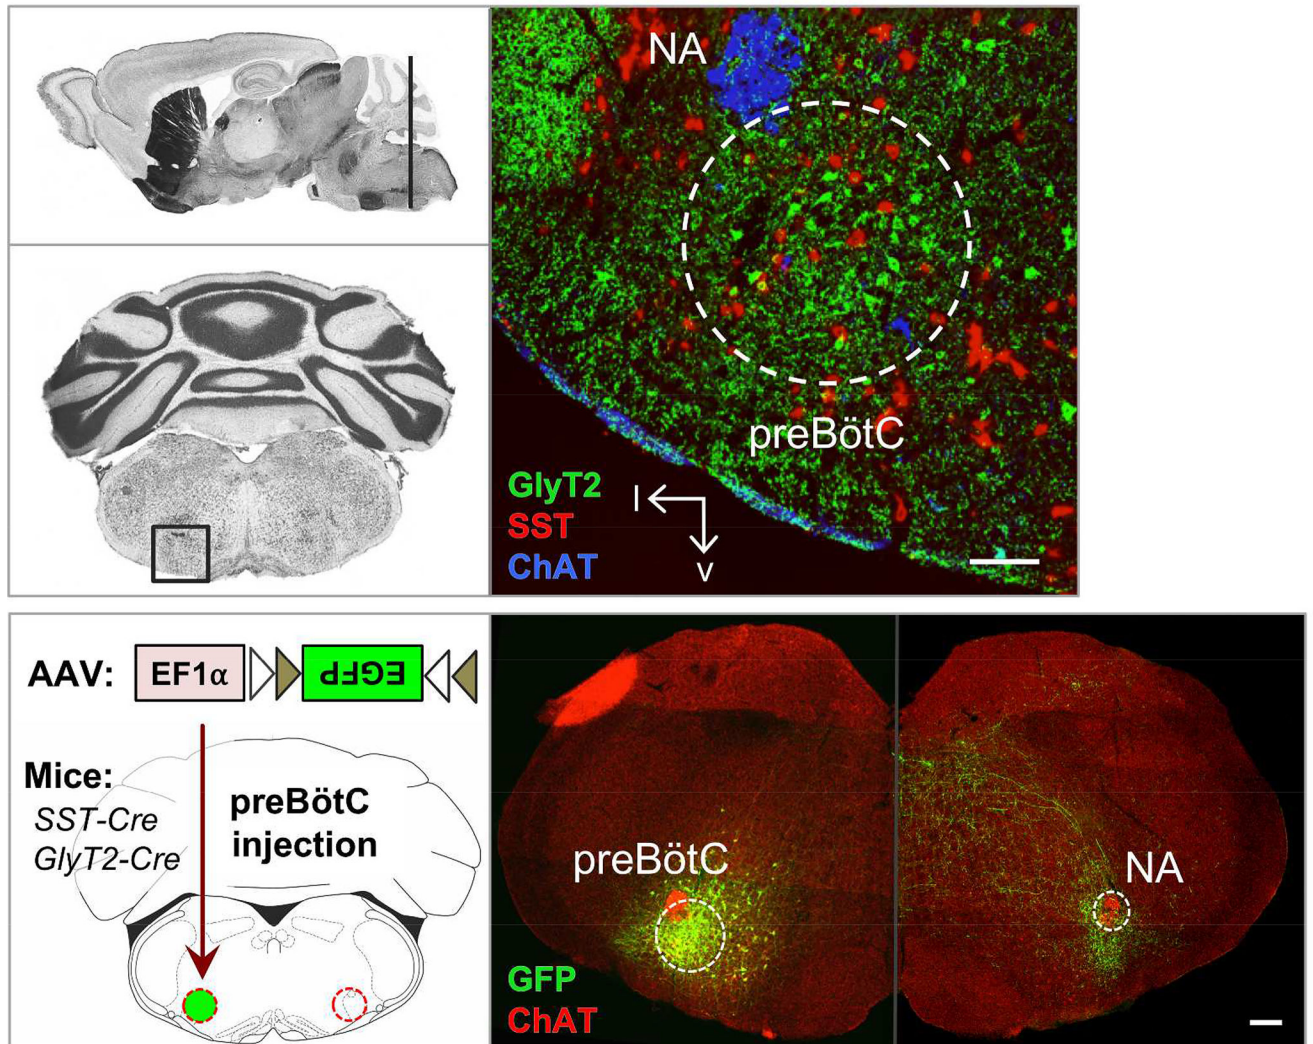 NA
preBötC
GlyT2
SST
ChAT
l
v
AAV:
EF1α
EGFP
Mice:
SST-Cre
GlyT2-Cre
preBötC
injection
preBötC
NA
GFP
ChAT